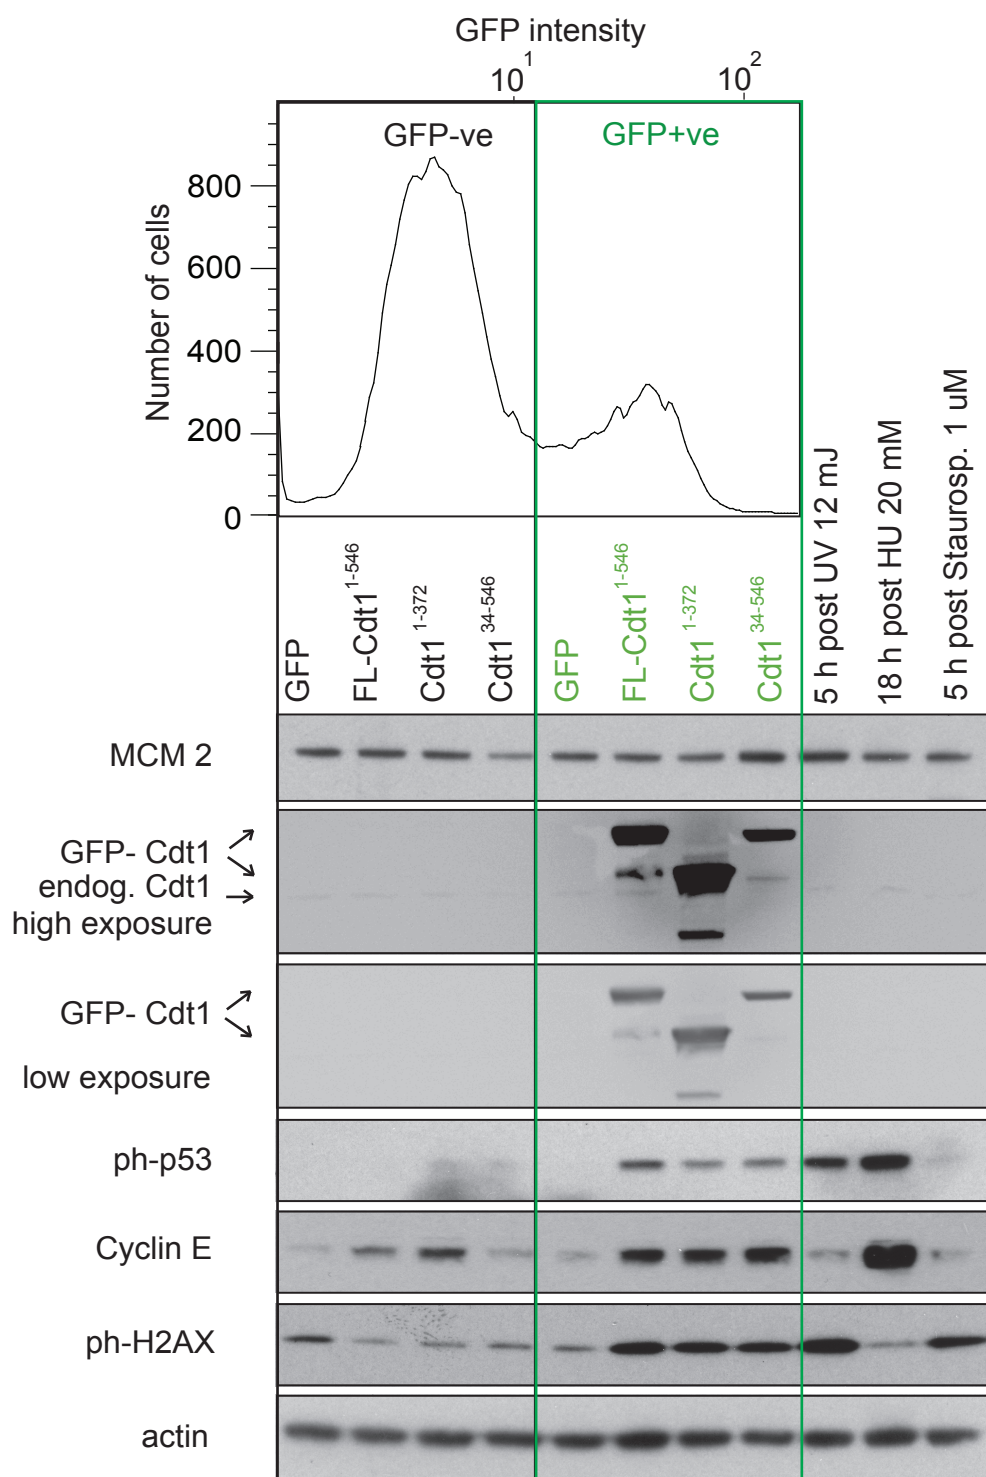 GFP intensity
10^1 10^2
GFP-ve GFP+ve
Number of cells
800
600
400
200
0
GFP
FL-Cdt1^1-546
Cdt1^1-372
Cdt1^34-546
GFP
FL-Cdt1^1-546
Cdt1^1-372
Cdt1^34-546
5 h post UV 12 mJ
18 h post HU 20 mM
5 h post Staurosp. 1 uM
MCM 2
GFP- Cdt1
endog. Cdt1
high exposure
GFP- Cdt1
low exposure
ph-p53
Cyclin E
ph-H2AX
actin